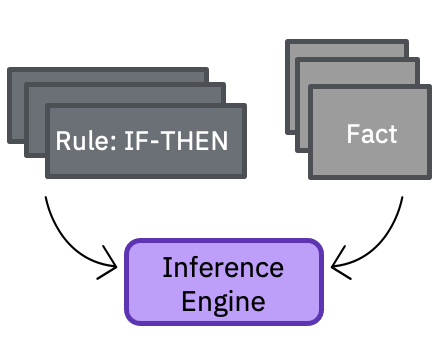 Rule: IF-THEN
Fact
Inference
Engine